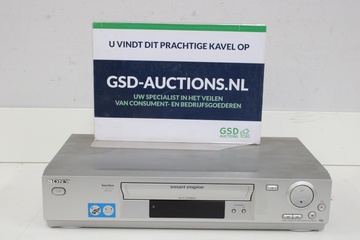 U VINDT DIT PRACHTIGE KAVEL OP
GSD-AUCTIONS.NL
UW SPECIALIST IN HET VEILEN
VAN CONSUMENT- EN BEDRIJFSGOEDEREN
GSD
AUCTIONS
SONY
smart engine